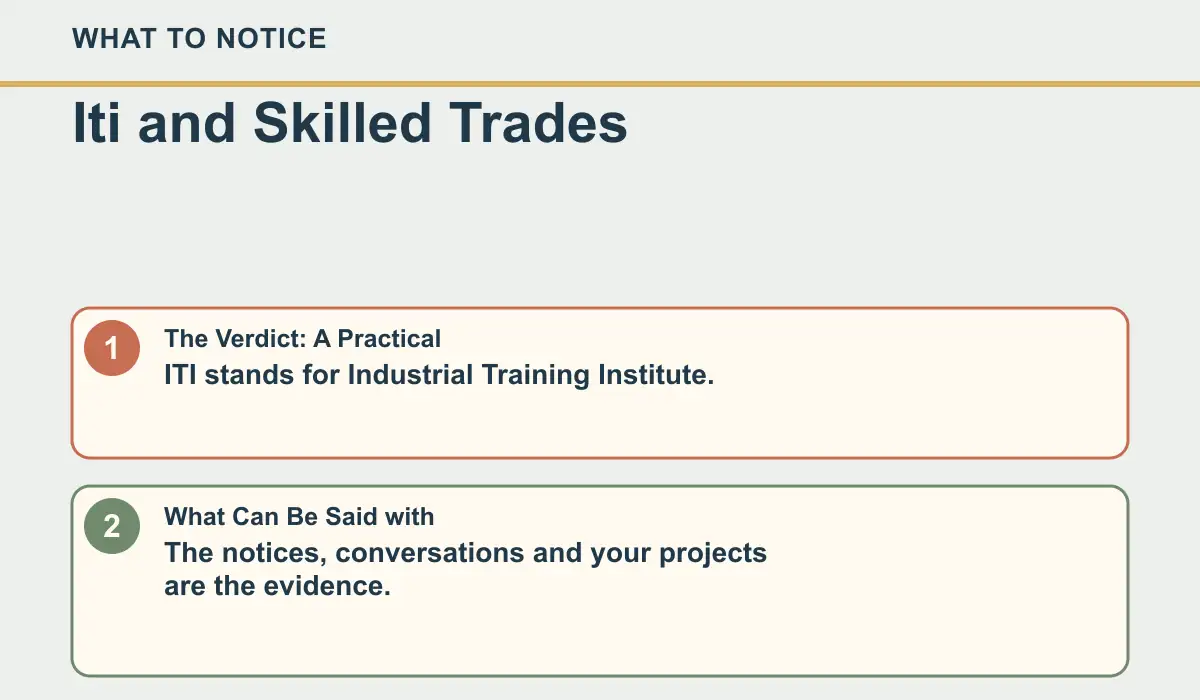 WHAT TO NOTICE
Iti and Skilled Trades
1
The Verdict: A Practical
ITI stands for Industrial Training Institute.
2
What Can Be Said with
The notices, conversations and your projects
are the evidence.